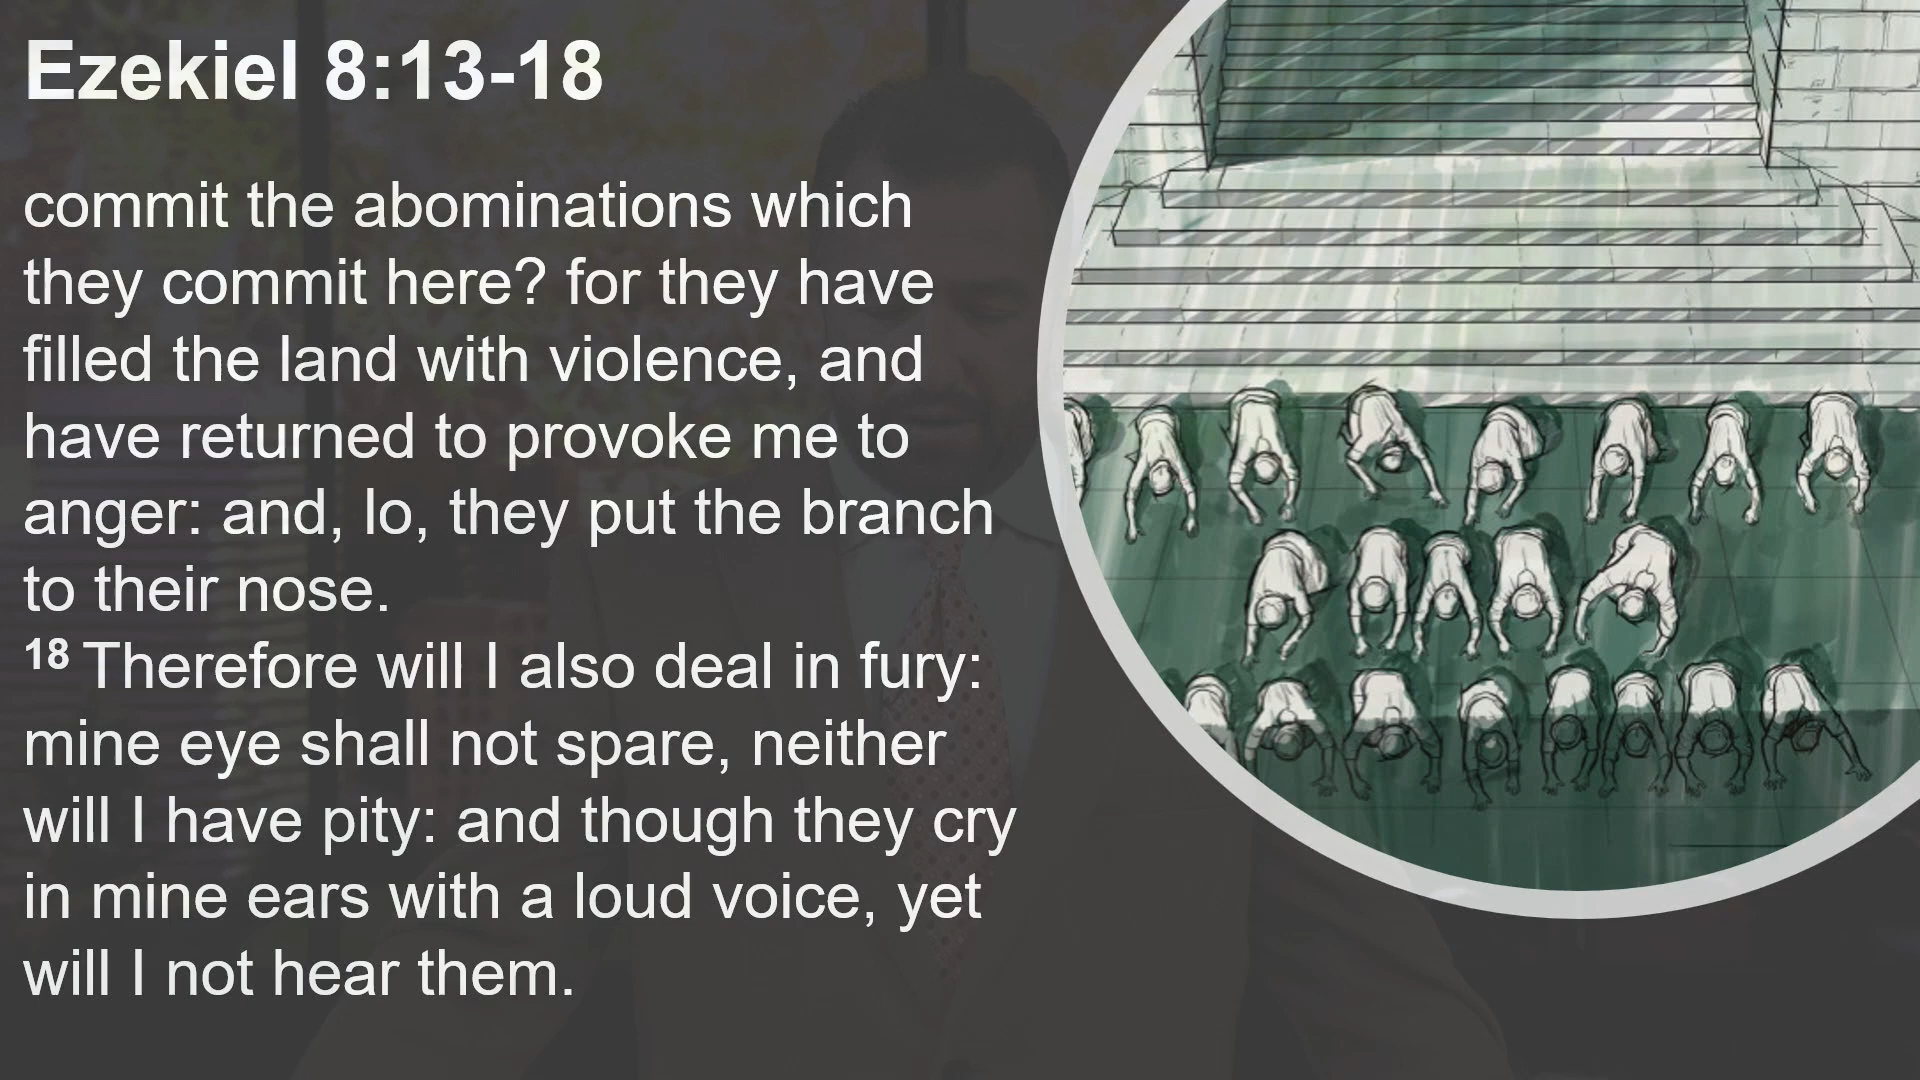 Ezekiel 8:13-18
commit the abominations which
they commit here? for they have
filled the land with violence, and
have returned to provoke me to
anger: and, lo, they put the branch
to their nose.
18 Therefore will I also deal in fury:
mine eye shall not spare, neither
will I have pity: and though they cry
in mine ears with a loud voice, yet
will I not hear them.